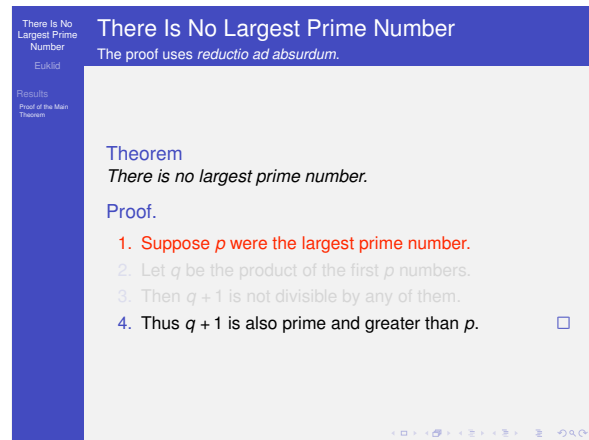 There Is No
Largest Prime
Number
Euklid
Results
Proof of the Main
Theorem
There Is No Largest Prime Number
The proof uses reductio ad absurdum.
Theorem
There is no largest prime number.
Proof.
1. Suppose p were the largest prime number.
2. Let q be the product of the first p numbers.
3. Then q + 1 is not divisible by any of them.
4. Thus q + 1 is also prime and greater than p. □